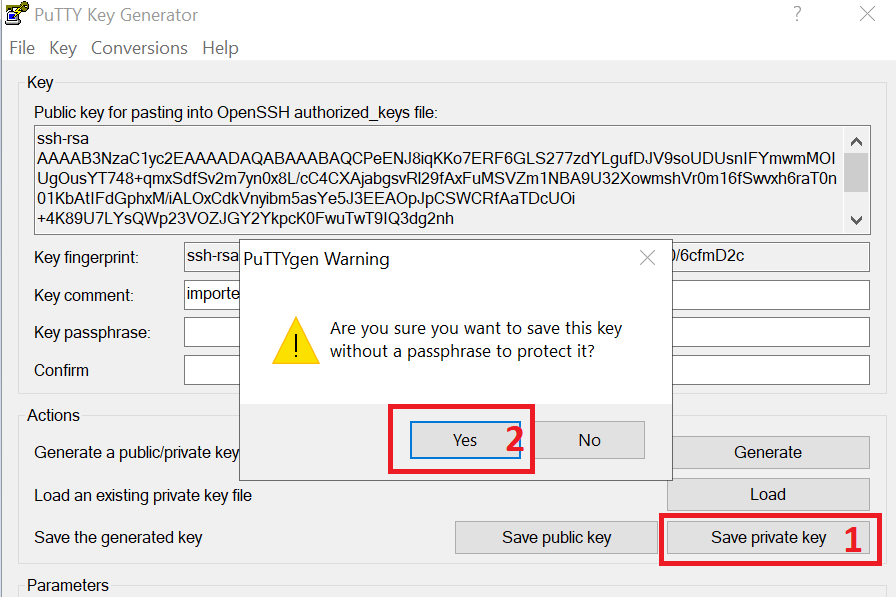 PuTTY Key Generator
File Key Conversions Help
Key
Public key for pasting into OpenSSH authorized_keys file:
ssh-rsa
AAAAB3NzaC1yc2EAAAADAQABAAABAQCPeENJ8iqKKo7ERF6GLS277zdYLgufDJV9soUDUsnIFYmwmMOI
UgOusYT748+qmxSdfSv2m7yn0x8L/cC4CXAjabgsvRl29fAxFuMSVZm1NBA9U32XowmshVr0m16fSwvxh6raT0n
01KbAtIFdGphxM/iALOxCdkVnyibm5asYe5J3EEAOpJpCSWCRfAaTDcUOi
+4K89U7LYsQWp23VOZJGY2YkpcK0FwuTwT9IQ3dg2nh
Key fingerprint: ssh-rsa 0/6cfmD2c
PuTTYgen Warning
Key comment: importe
Are you sure you want to save this key
without a passphrase to protect it?
Key passphrase:
Confirm
Yes 2 No
Actions
Generate a public/private key Generate
Load an existing private key file Load
Save the generated key Save public key Save private key 1
Parameters